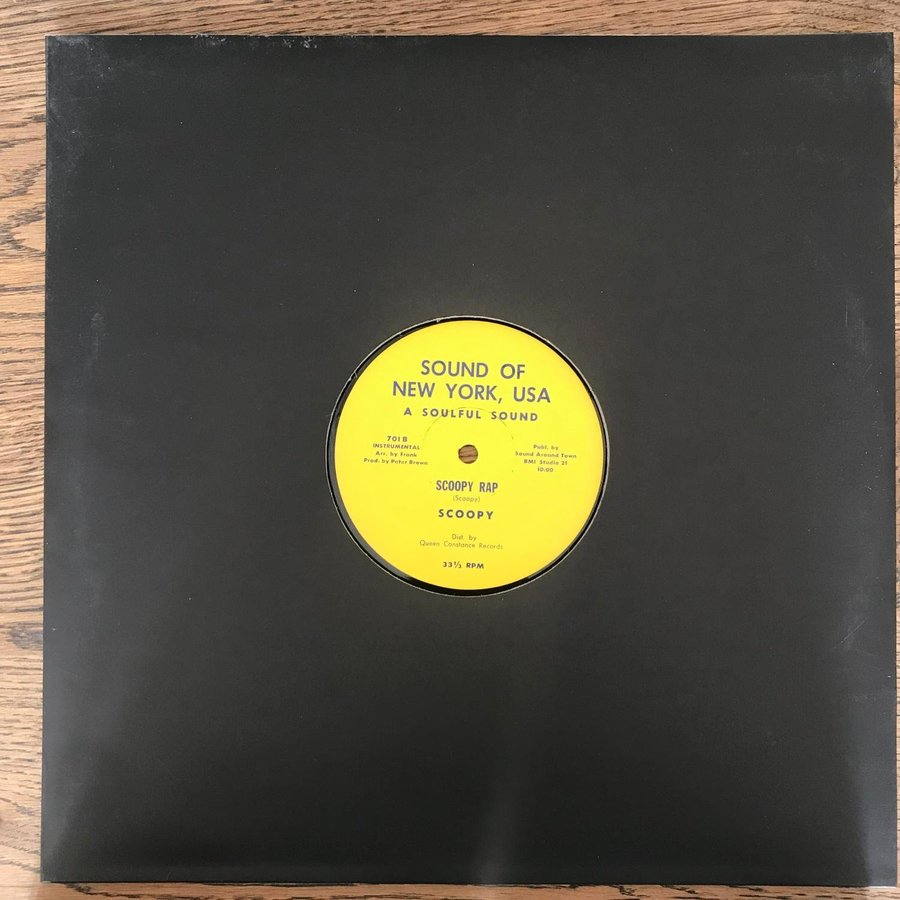 SOUND OF
NEW YORK, USA
A SOULFUL SOUND
701B
INSTRUMENTAL
Arr. by Frank
Prod. by Peter Brown
Publ. by
Sound Around Town
BMI Studio 21
10:00
SCOOPY RAP
(Scoopy)
SCOOPY
Dist. by
Queen Constance Records
33⅓ RPM